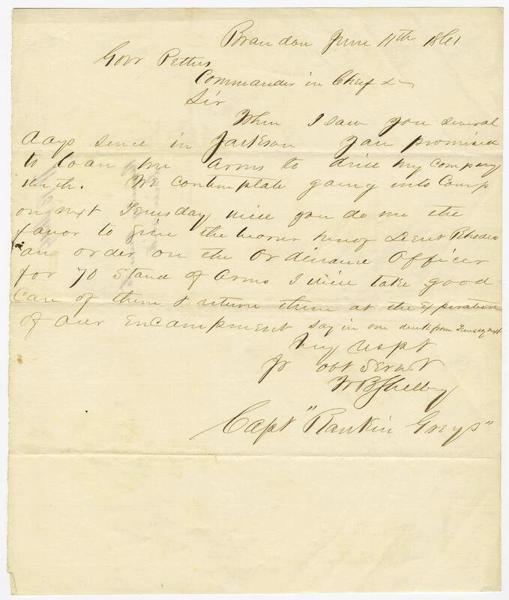 Brandon June 11th 1861
Govr Pettus
Commander in Chief &c
Sir
When I saw you several
days since in Jackson you promised
to loan me arms to drill my company
with. We contemplate going into Camp
on next Tuesday will you do me the
favor to give the bearer hereof Lieut Rhodes
an order on the Ordinance Officer
for 70 Stand of Arms I will take good
Care of them & return them at the Expiration
of our Encampment say in one week from Tuesday next
Very Respt
Yr obt Servt
W B Shelby
Capt "Rankin Greys"